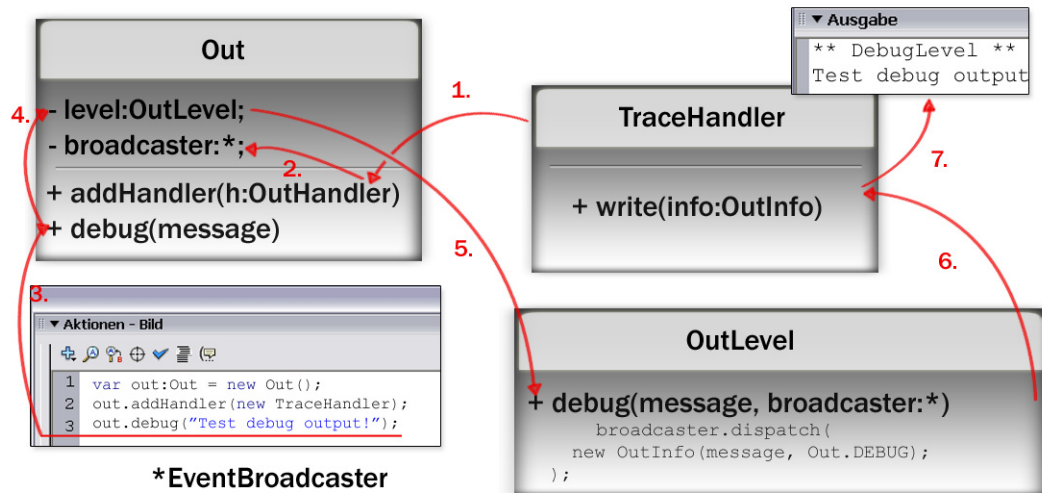 Out
- level:OutLevel;
- broadcaster:*;
+ addHandler(h:OutHandler)
+ debug(message)
1.
2.
3.
4.
5.
6.
7.
TraceHandler
+ write(info:OutInfo)
Ausgabe
** DebugLevel **
Test debug output
Aktionen - Bild
1 var out:Out = new Out();
2 out.addHandler(new TraceHandler);
3 out.debug("Test debug output!");
*EventBroadcaster
OutLevel
+ debug(message, broadcaster:*)
broadcaster.dispatch(
new OutInfo(message, Out.DEBUG);
);